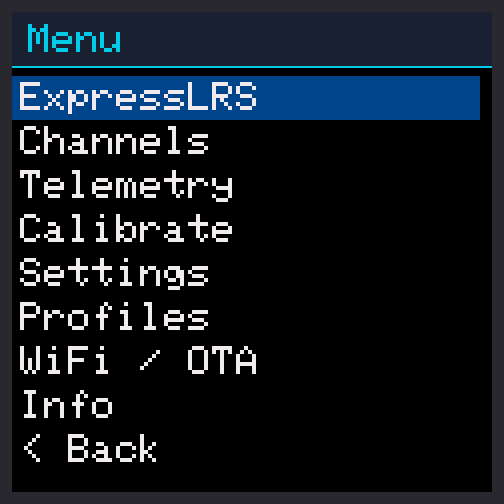 Menu
ExpressLRS
Channels
Telemetry
Calibrate
Settings
Profiles
WiFi / OTA
Info
< Back